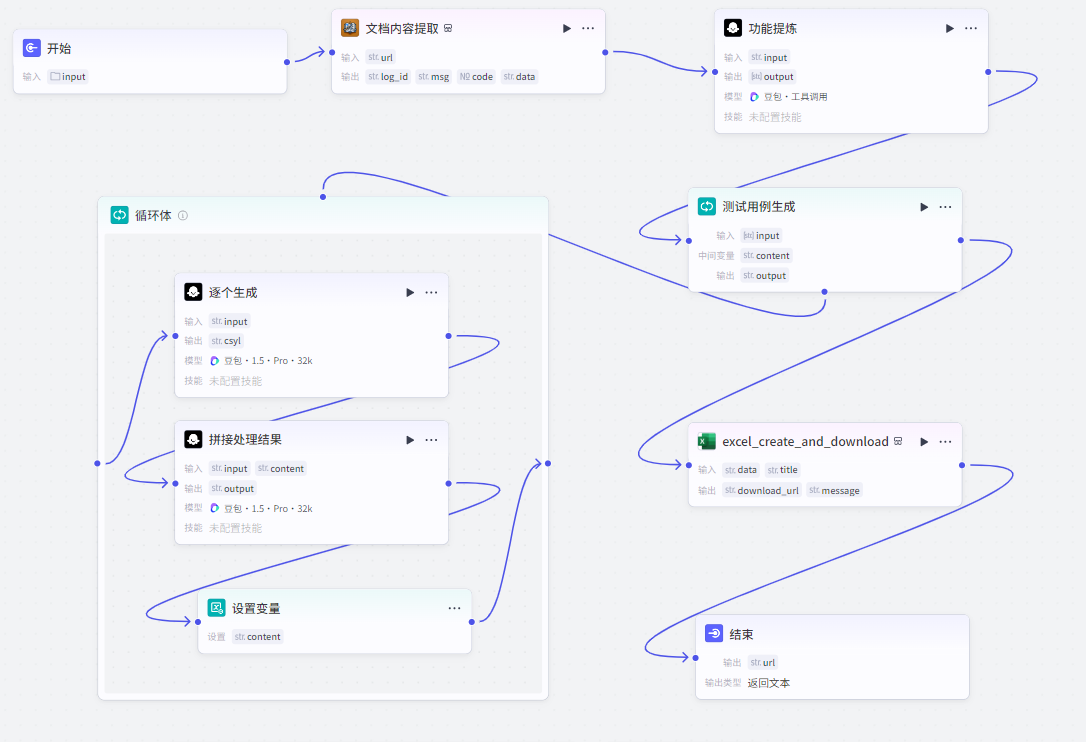 开始
输入 input
文档内容提取
输入 str. url
输出 str. log_id str. msg № code str. data
功能提炼
输入 str. input
输出 output
模型 豆包・工具调用
技能 未配置技能
测试用例生成
输入 input
中间变量 str. content
输出 str. output
循环体
逐个生成
输入 str. input
输出 str. csyl
模型 豆包・1.5・Pro・32k
技能 未配置技能
拼接处理结果
输入 str. input str. content
输出 str. output
模型 豆包・1.5・Pro・32k
技能 未配置技能
设置变量
设置 str. content
excel_create_and_download
输入 str. data str. title
输出 str. download_url str. message
结束
输出 str. url
输出类型 返回文本